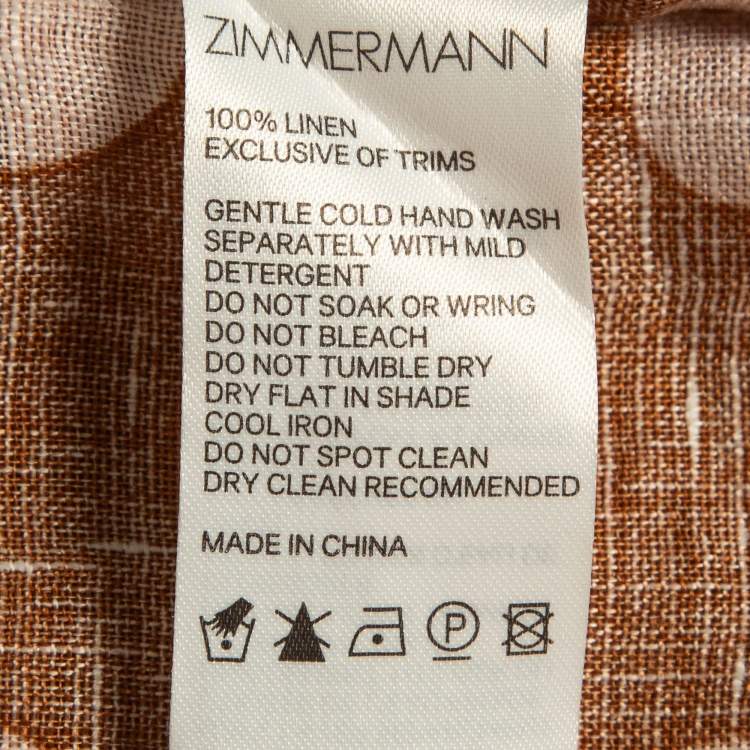 ZIMMERMANN
100% LINEN
EXCLUSIVE OF TRIMS
GENTLE COLD HAND WASH
SEPARATELY WITH MILD
DETERGENT
DO NOT SOAK OR WRING
DO NOT BLEACH
DO NOT TUMBLE DRY
DRY FLAT IN SHADE
COOL IRON
DO NOT SPOT CLEAN
DRY CLEAN RECOMMENDED
MADE IN CHINA
P